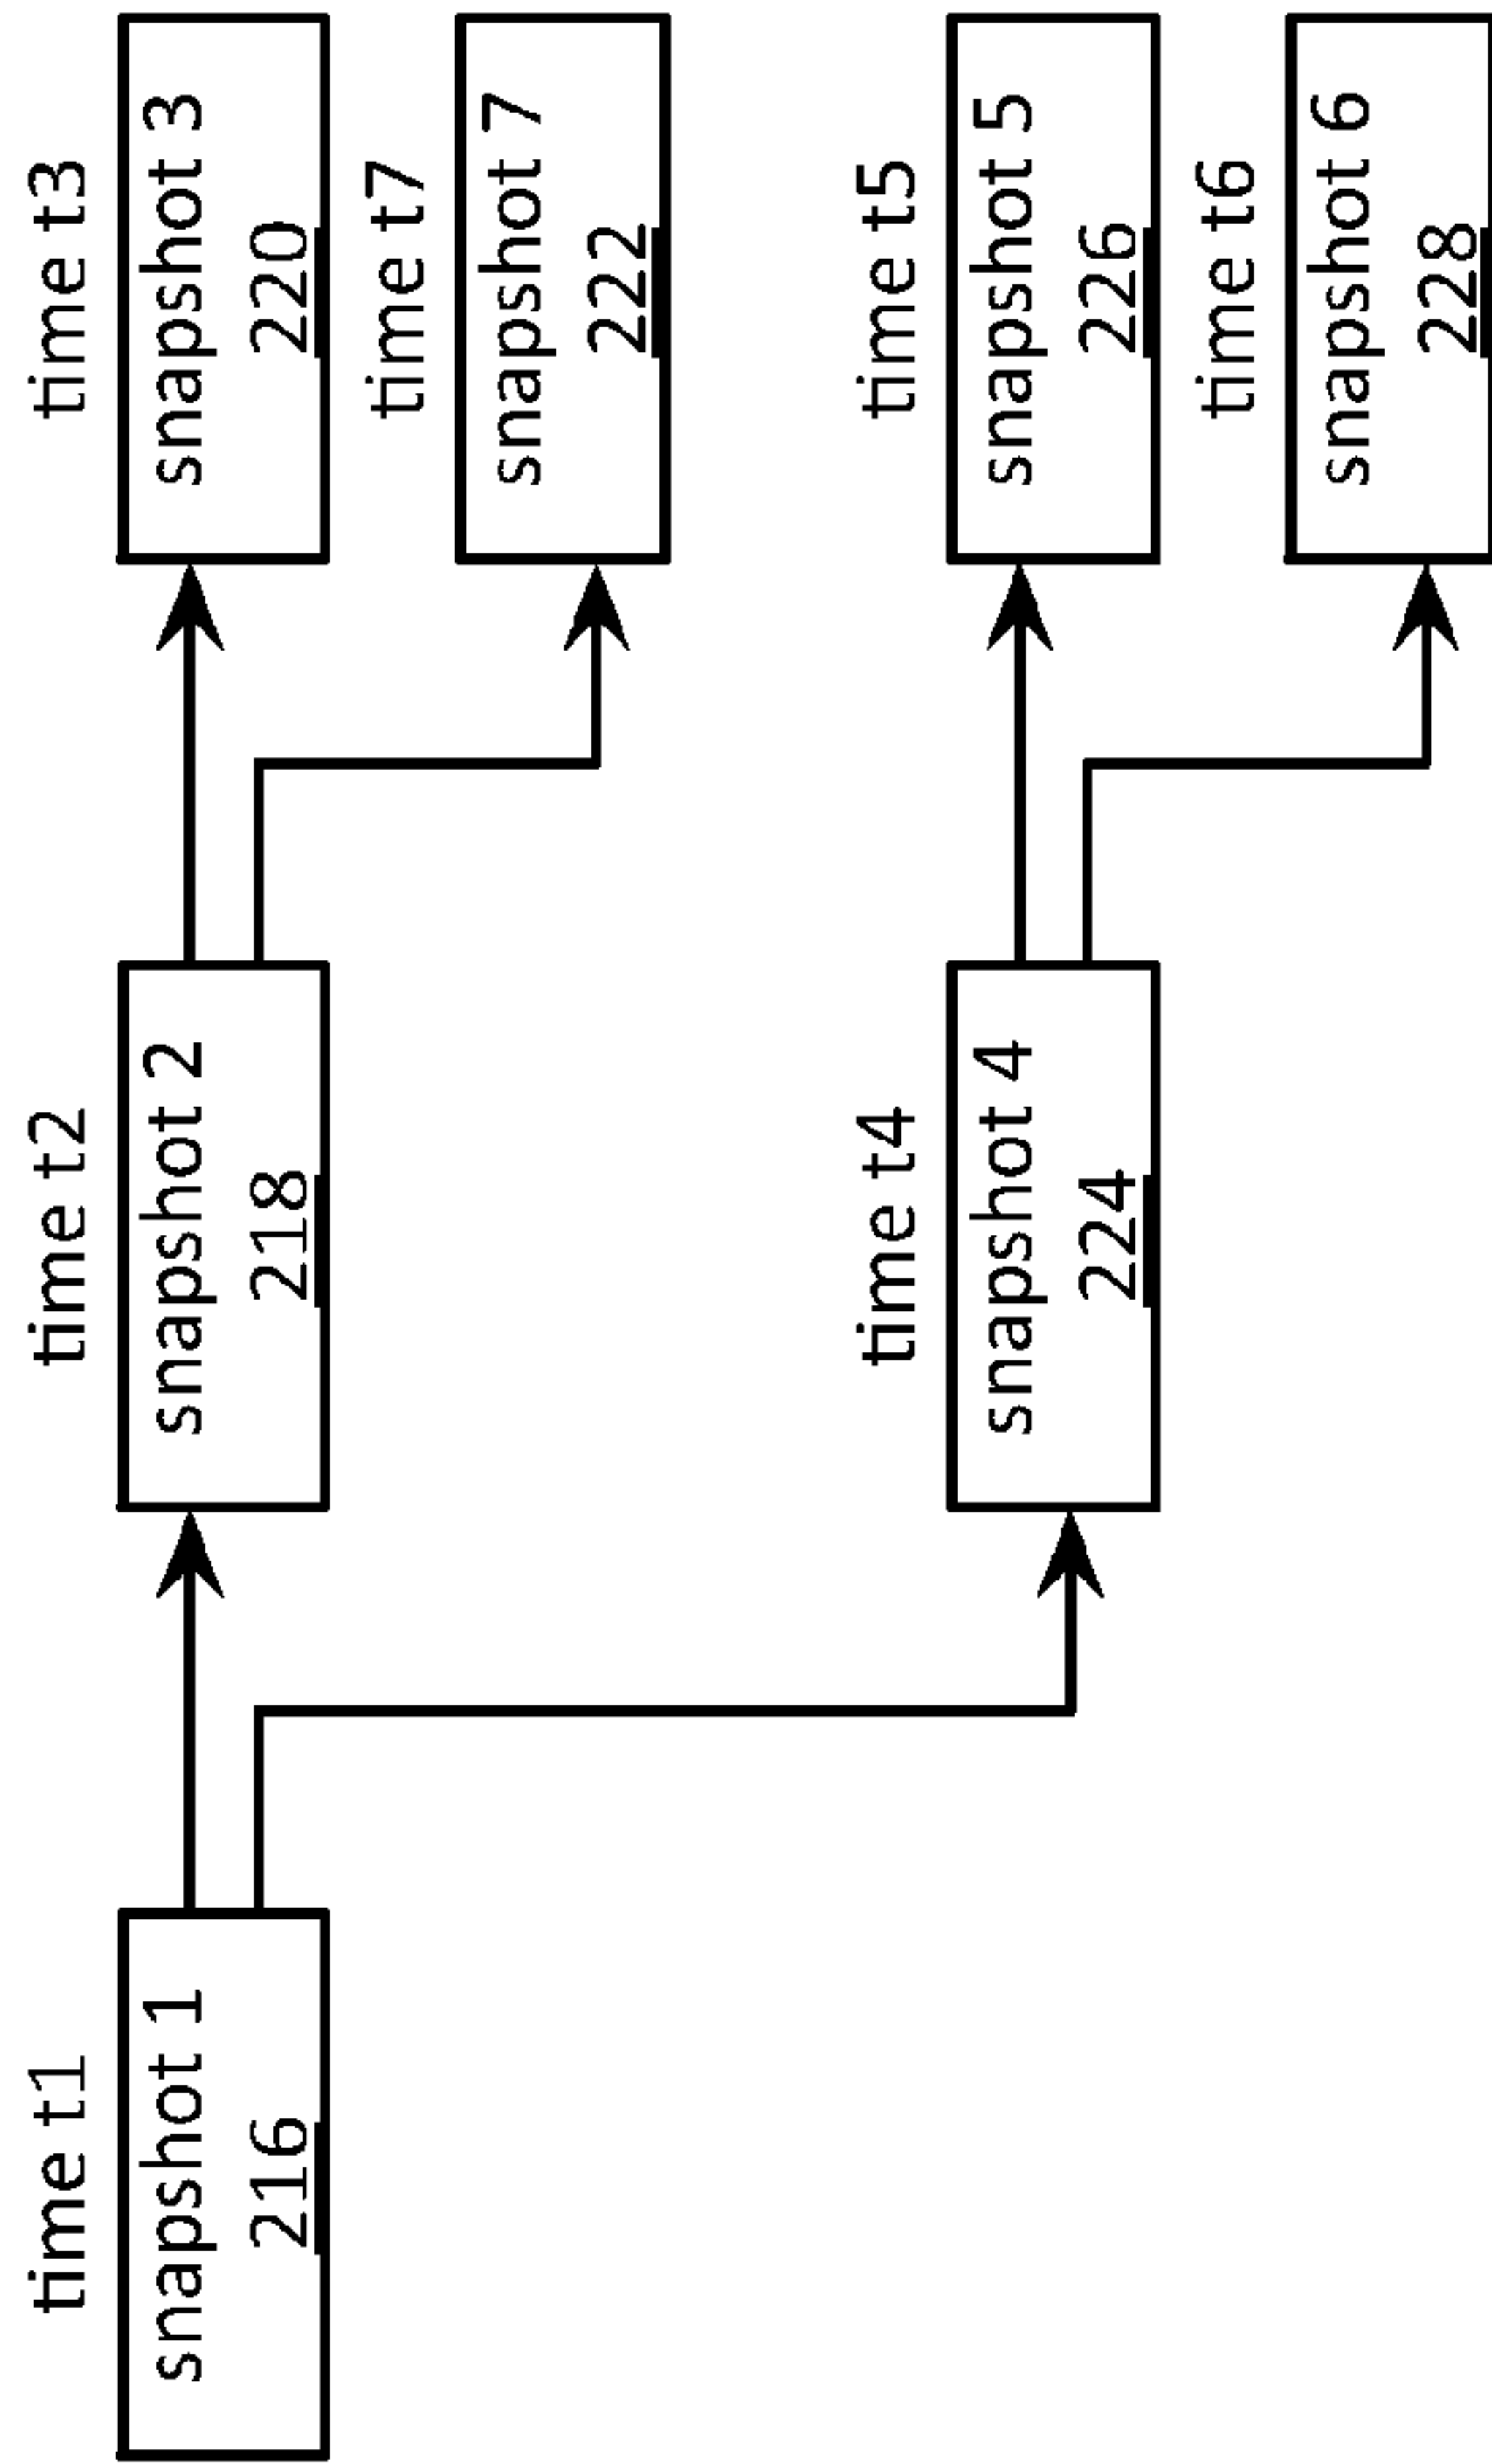 time t1
snapshot 1
216
time t2
snapshot 2
218
time t3
snapshot 3
220
time t7
snapshot 7
222
time t4
snapshot 4
224
time t5
snapshot 5
226
time t6
snapshot 6
228